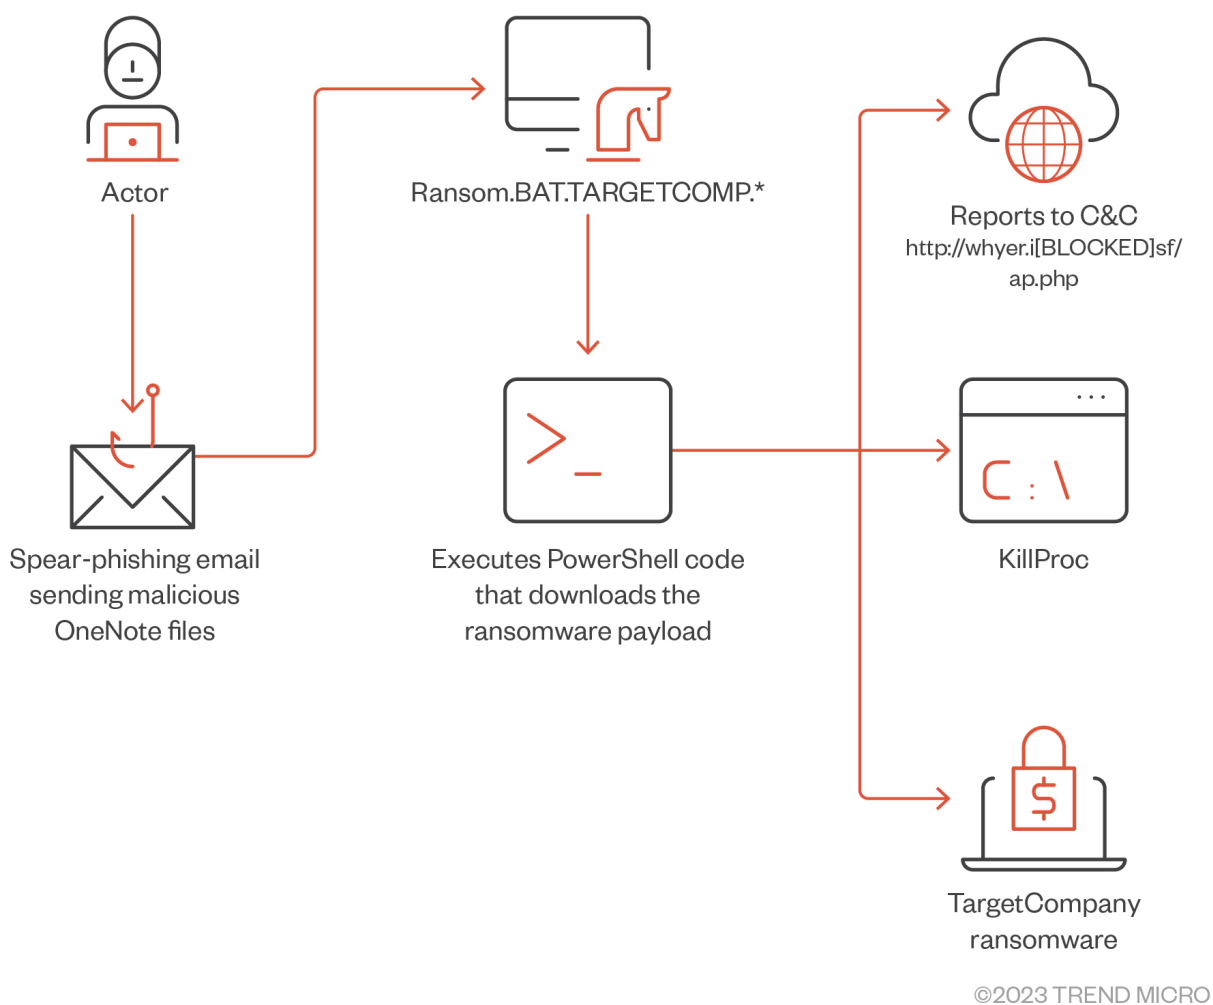 Actor
Spear-phishing email
sending malicious
OneNote files
Ransom.BAT.TARGETCOMP.*
>_
Executes PowerShell code
that downloads the
ransomware payload
Reports to C&C
http://whyer.i[BLOCKED]sf/
ap.php
C:\
KillProc
$
TargetCompany
ransomware
©2023 TREND MICRO